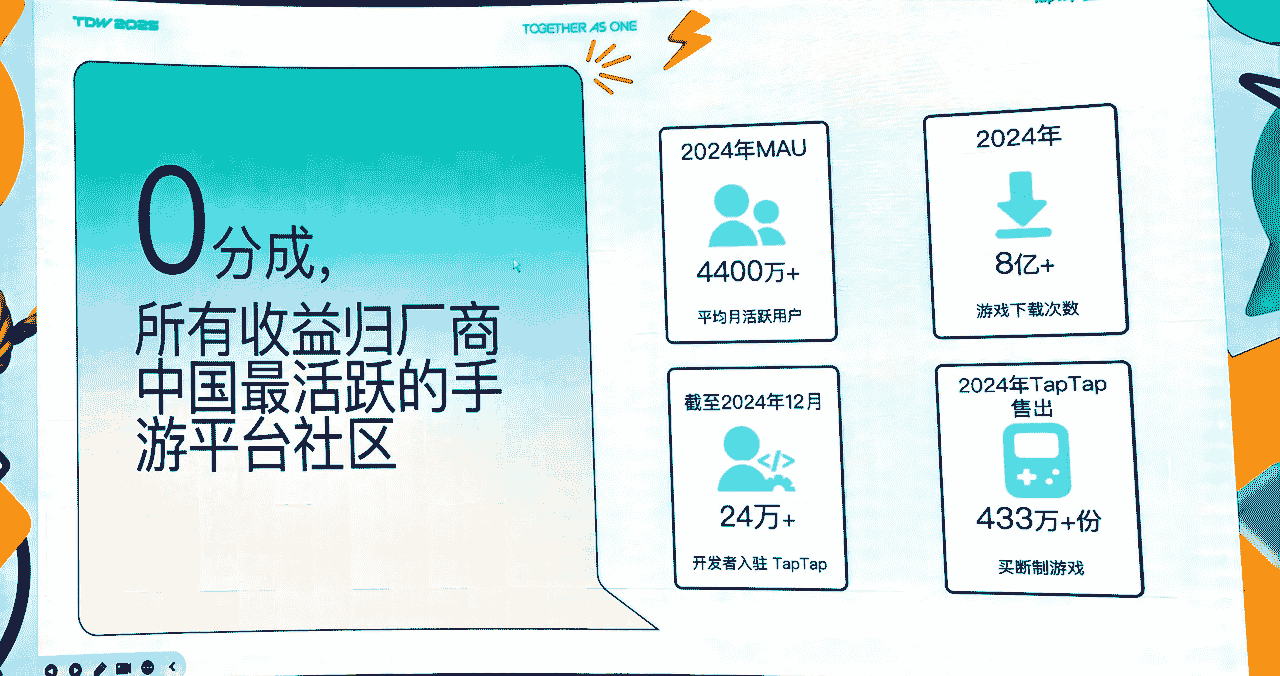 TDW 2025
TOGETHER AS ONE
0分成,
所有收益归厂商
中国最活跃的手
游平台社区
2024年MAU
4400万+
平均月活跃用户
2024年
8亿+
游戏下载次数
截至2024年12月
</>
24万+
开发者入驻 TapTap
2024年TapTap
售出
433万+份
买断制游戏